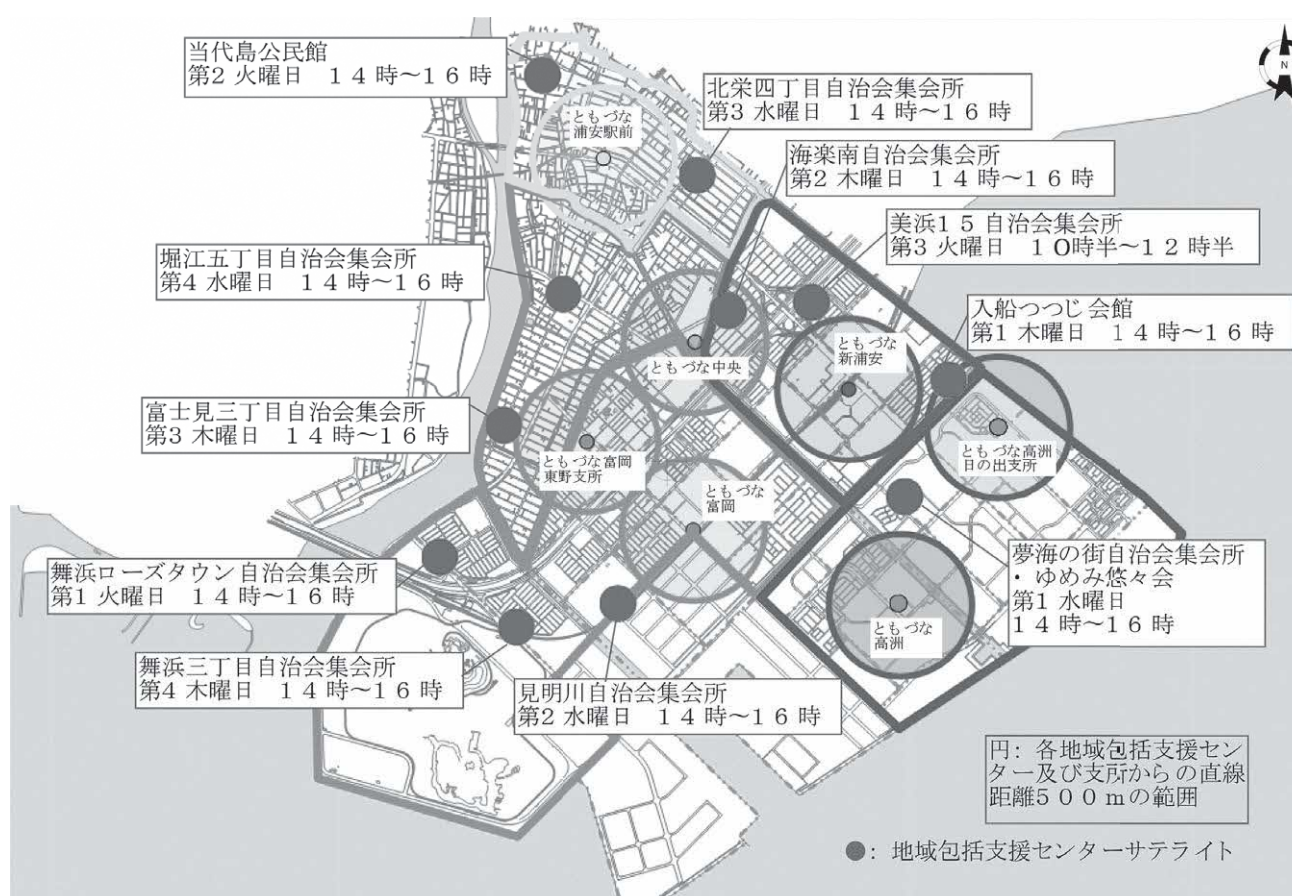 当代島公民館
第2 火曜日　１４時～１６時
北栄四丁目自治会集会所
第3 水曜日　１４時～１６時
N
ともづな
浦安駅前
海楽南自治会集会所
第2 木曜日　１４時～１６時
美浜１５自治会集会所
第3 火曜日　１０時半～１２時半
堀江五丁目自治会集会所
第4 水曜日　１４時～１６時
入船つつじ会館
第1 木曜日　１４時～１６時
ともづな中央
ともづな
新浦安
富士見三丁目自治会集会所
第3 木曜日　１４時～１６時
ともづな富岡
東野支所
ともづな
富岡
ともづな高洲
日の出支所
舞浜ローズタウン自治会集会所
第1 火曜日　１４時～１６時
夢海の街自治会集会所
・ゆめみ悠々会
第1 水曜日
１４時～１６時
ともづな
高洲
舞浜三丁目自治会集会所
第4 木曜日　１４時～１６時
見明川自治会集会所
第2 水曜日　１４時～１６時
円：各地域包括支援セン
ター及び支所からの直線
距離５００ｍの範囲
●：地域包括支援センターサテライト